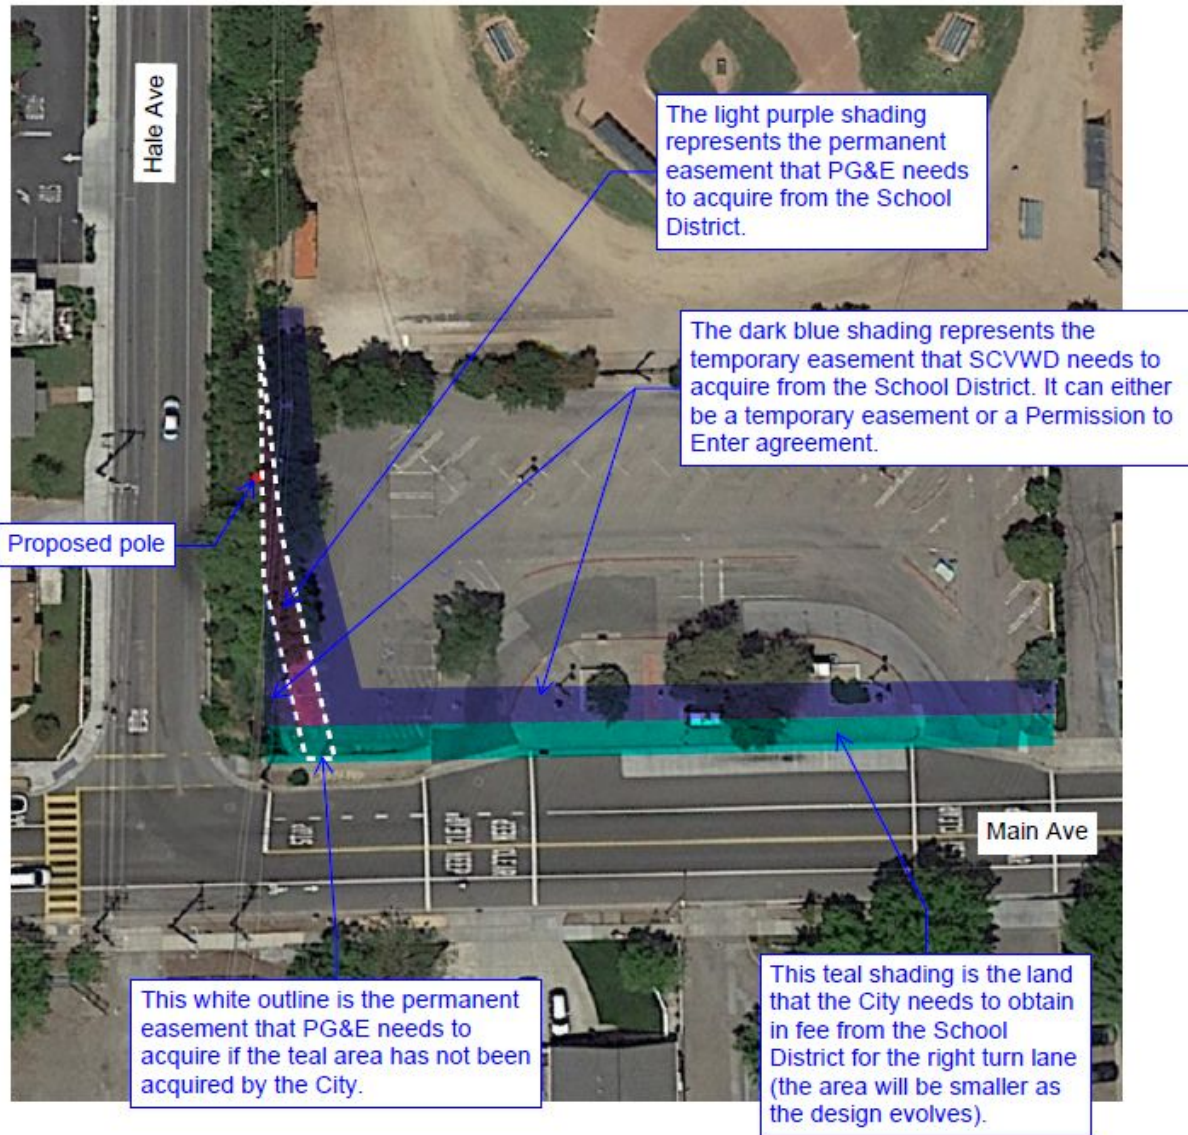 Hale Ave
The light purple shading
represents the permanent
easement that PG&E needs
to acquire from the School
District.
The dark blue shading represents the
temporary easement that SCVWD needs to
acquire from the School District. It can either
be a temporary easement or a Permission to
Enter agreement.
Proposed pole
STOP
KEEP CLEAR
Main Ave
This white outline is the permanent
easement that PG&E needs to
acquire if the teal area has not been
acquired by the City.
This teal shading is the land
that the City needs to obtain
in fee from the School
District for the right turn lane
(the area will be smaller as
the design evolves).